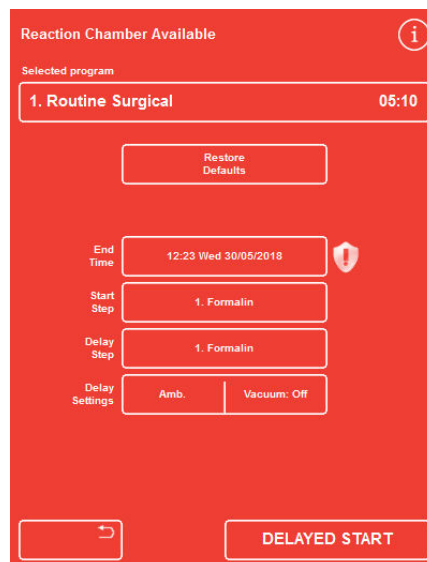 Reaction Chamber Available
i
Selected program
1. Routine Surgical 05:10
Restore
Defaults
End
Time
12:23 Wed 30/05/2018
!
Start
Step
1. Formalin
Delay
Step
1. Formalin
Delay
Settings
Amb.
Vacuum: Off
DELAYED START